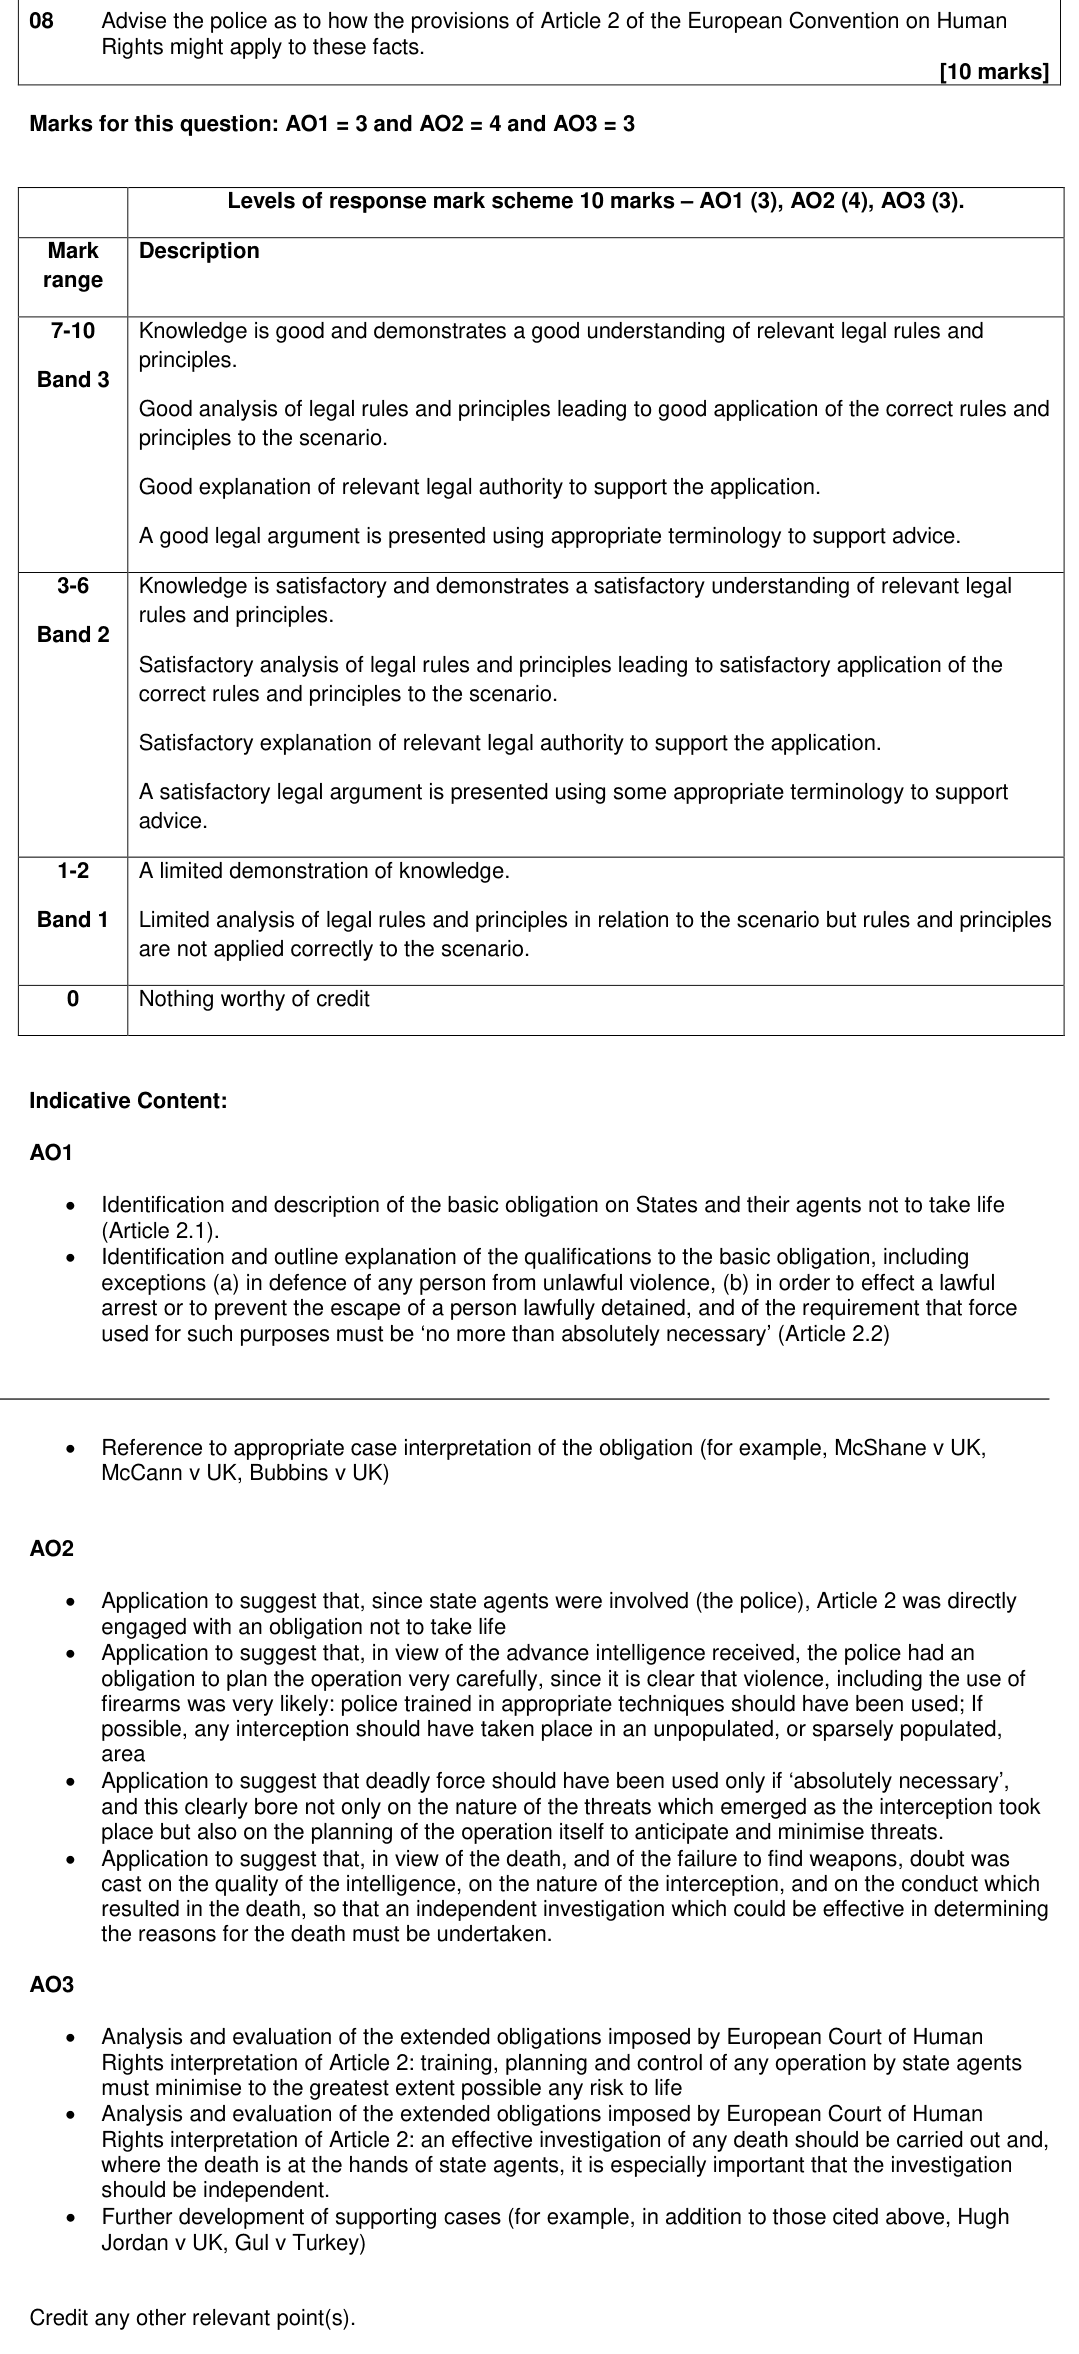 08 Advise the police as to how the provisions of Article 2 of the European Convention on Human
Rights might apply to these facts.
[10 marks]
Marks for this question: AO1 = 3 and AO2 = 4 and AO3 = 3
Levels of response mark scheme 10 marks – AO1 (3), AO2 (4), AO3 (3).
Mark
range
Description
7-10
Band 3
Knowledge is good and demonstrates a good understanding of relevant legal rules and
principles.
Good analysis of legal rules and principles leading to good application of the correct rules and
principles to the scenario.
Good explanation of relevant legal authority to support the application.
A good legal argument is presented using appropriate terminology to support advice.
3-6
Band 2
Knowledge is satisfactory and demonstrates a satisfactory understanding of relevant legal
rules and principles.
Satisfactory analysis of legal rules and principles leading to satisfactory application of the
correct rules and principles to the scenario.
Satisfactory explanation of relevant legal authority to support the application.
A satisfactory legal argument is presented using some appropriate terminology to support
advice.
1-2
Band 1
A limited demonstration of knowledge.
Limited analysis of legal rules and principles in relation to the scenario but rules and principles
are not applied correctly to the scenario.
0
Nothing worthy of credit
Indicative Content:
AO1
• Identification and description of the basic obligation on States and their agents not to take life
(Article 2.1).
• Identification and outline explanation of the qualifications to the basic obligation, including
exceptions (a) in defence of any person from unlawful violence, (b) in order to effect a lawful
arrest or to prevent the escape of a person lawfully detained, and of the requirement that force
used for such purposes must be ‘no more than absolutely necessary’ (Article 2.2)
• Reference to appropriate case interpretation of the obligation (for example, McShane v UK,
McCann v UK, Bubbins v UK)
AO2
• Application to suggest that, since state agents were involved (the police), Article 2 was directly
engaged with an obligation not to take life
• Application to suggest that, in view of the advance intelligence received, the police had an
obligation to plan the operation very carefully, since it is clear that violence, including the use of
firearms was very likely: police trained in appropriate techniques should have been used; If
possible, any interception should have taken place in an unpopulated, or sparsely populated,
area
• Application to suggest that deadly force should have been used only if ‘absolutely necessary’,
and this clearly bore not only on the nature of the threats which emerged as the interception took
place but also on the planning of the operation itself to anticipate and minimise threats.
• Application to suggest that, in view of the death, and of the failure to find weapons, doubt was
cast on the quality of the intelligence, on the nature of the interception, and on the conduct which
resulted in the death, so that an independent investigation which could be effective in determining
the reasons for the death must be undertaken.
AO3
• Analysis and evaluation of the extended obligations imposed by European Court of Human
Rights interpretation of Article 2: training, planning and control of any operation by state agents
must minimise to the greatest extent possible any risk to life
• Analysis and evaluation of the extended obligations imposed by European Court of Human
Rights interpretation of Article 2: an effective investigation of any death should be carried out and,
where the death is at the hands of state agents, it is especially important that the investigation
should be independent.
• Further development of supporting cases (for example, in addition to those cited above, Hugh
Jordan v UK, Gul v Turkey)
Credit any other relevant point(s).